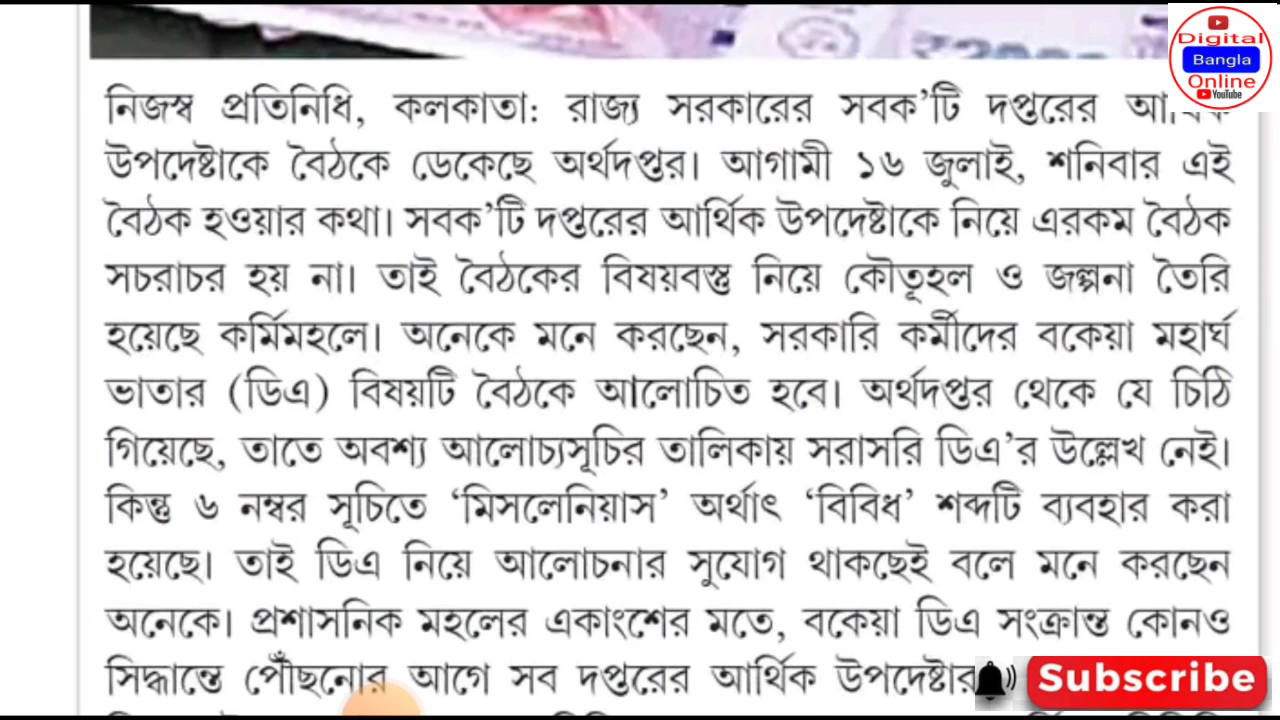 Digital
Bangla
Online
YouTube
নিজস্ব প্রতিনিধি, কলকাতা: রাজ্য সরকারের সবক’টি দপ্তরের
উপদেষ্টাকে বৈঠকে ডেকেছে অর্থদপ্তর। আগামী ১৬ জুলাই, শনিবার এই
বৈঠক হওয়ার কথা। সবক’টি দপ্তরের আর্থিক উপদেষ্টাকে নিয়ে এরকম বৈঠক
সচরাচর হয় না। তাই বৈঠকের বিষয়বস্তু নিয়ে কৌতূহল ও জল্পনা তৈরি
হয়েছে কর্মিমহলে। অনেকে মনে করছেন, সরকারি কর্মীদের বকেয়া মহার্ঘ
ভাতার (ডিএ) বিষয়টি বৈঠকে আলোচিত হবে। অর্থদপ্তর থেকে যে চিঠি
গিয়েছে, তাতে অবশ্য আলোচ্যসূচির তালিকায় সরাসরি ডিএ’র উল্লেখ নেই।
কিন্তু ৬ নম্বর সূচিতে ‘মিসলেনিয়াস’ অর্থাৎ ‘বিবিধ’ শব্দটি ব্যবহার করা
হয়েছে। তাই ডিএ নিয়ে আলোচনার সুযোগ থাকছেই বলে মনে করছেন
অনেকে। প্রশাসনিক মহলের একাংশের মতে, বকেয়া ডিএ সংক্রান্ত কোনও
সিদ্ধান্তে পৌঁছনোর আগে সব দপ্তরের আর্থিক উপদেষ্টার
Subscribe